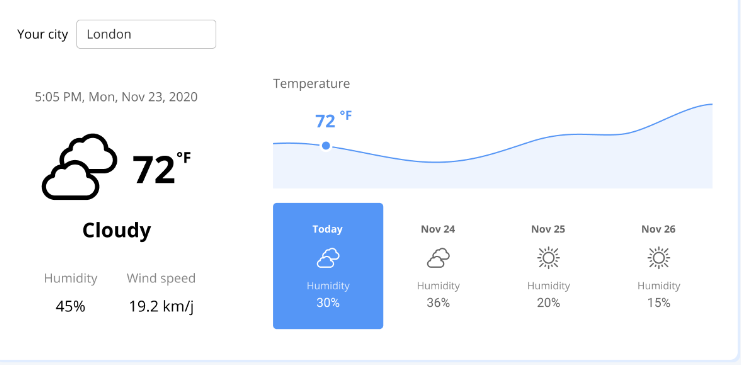 Your city London
5:05 PM, Mon, Nov 23, 2020
72 °F
Cloudy
Humidity Wind speed
45% 19.2 km/j
Temperature
72 °F
Today Nov 24 Nov 25 Nov 26
Humidity Humidity Humidity Humidity
30% 36% 20% 15%